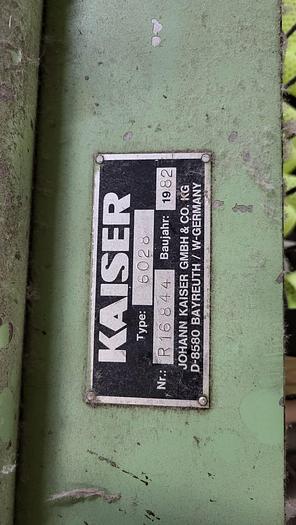 KAISER
Type: 6028
Nr.: R16844 Baujahr: 1982
JOHANN KAISER GMBH & CO. KG
D-8580 BAYREUTH / W-GERMANY